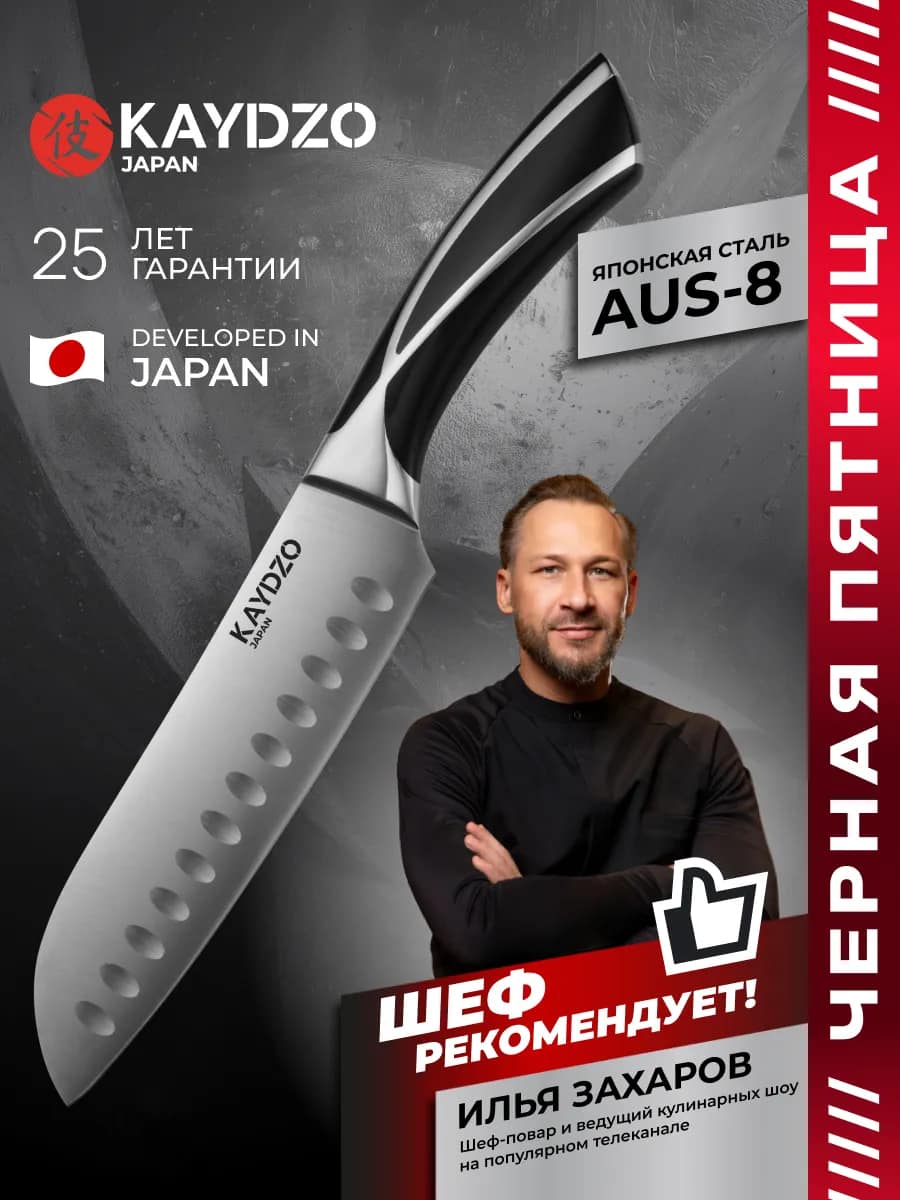 伎
KAYDZO
JAPAN
25 ЛЕТ
ГАРАНТИИ
DEVELOPED IN
JAPAN
ЯПОНСКАЯ СТАЛЬ
AUS-8
KAYDZO
JAPAN
ШЕФ
РЕКОМЕНДУЕТ!
ИЛЬЯ ЗАХАРОВ
Шеф-повар и ведущий кулинарных шоу
на популярном телеканале
///// ЧЕРНАЯ ПЯТНИЦА /////